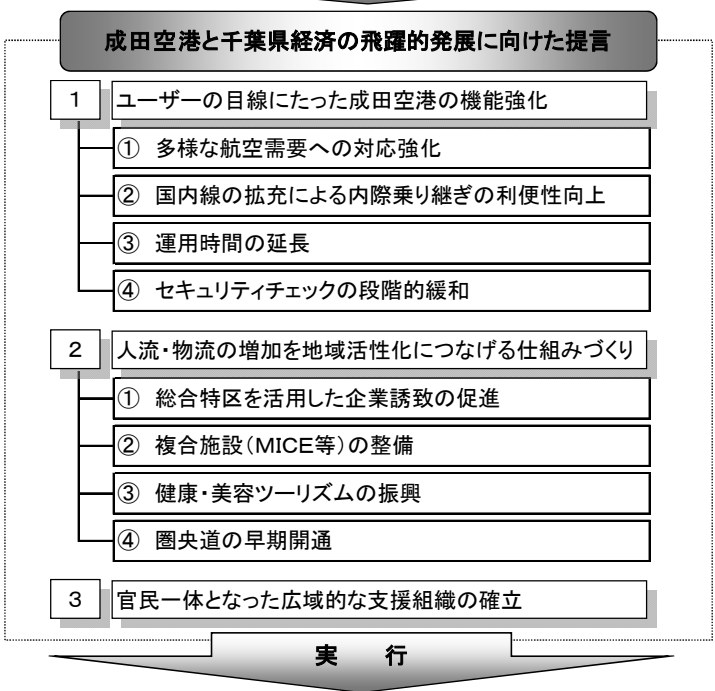 成田空港と千葉県経済の飛躍的発展に向けた提言
1 ユーザーの目線にたった成田空港の機能強化
① 多様な航空需要への対応強化
② 国内線の拡充による内際乗り継ぎの利便性向上
③ 運用時間の延長
④ セキュリティチェックの段階的緩和
2 人流・物流の増加を地域活性化につなげる仕組みづくり
① 総合特区を活用した企業誘致の促進
② 複合施設(MICE等)の整備
③ 健康・美容ツーリズムの振興
④ 圏央道の早期開通
3 官民一体となった広域的な支援組織の確立
実 行